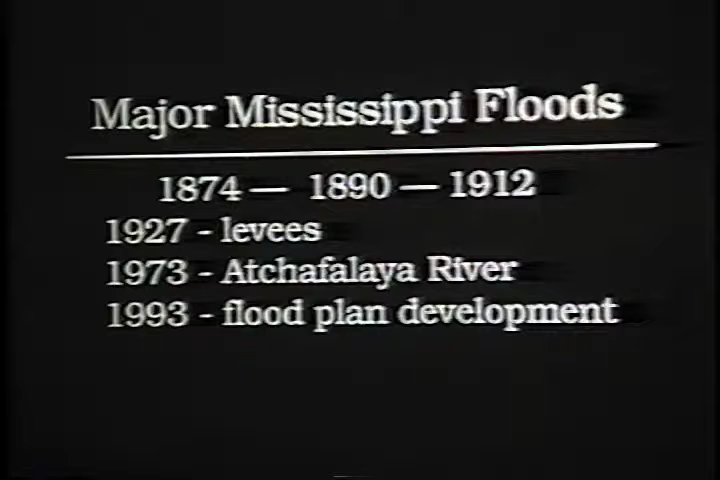 Major Mississippi Floods
1874 — 1890 — 1912
1927 - levees
1973 - Atchafalaya River
1993 - flood plan development